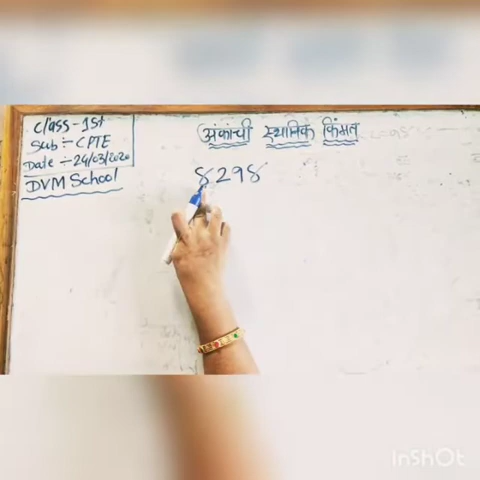 Class - 1st
Sub :- CPTE
Date :- 24/03/2020
DVM School
अंकाची स्थानिक किंमत
8298
InShOt